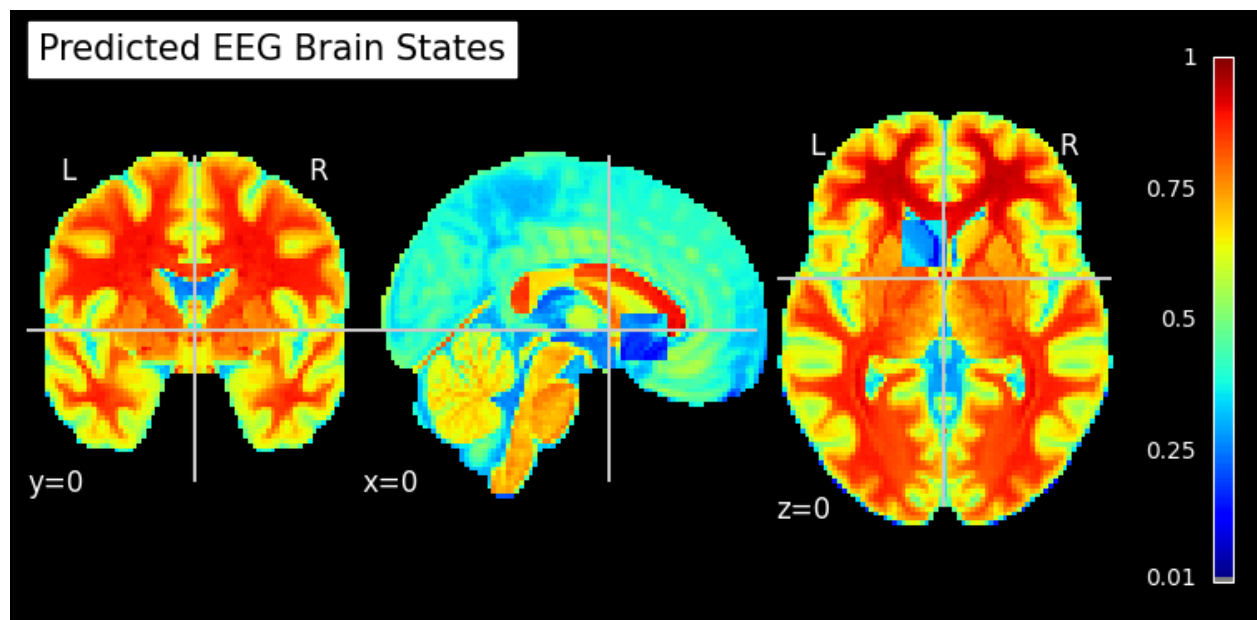 Predicted EEG Brain States
L
R
y=0
x=0
L
R
z=0
1
0.75
0.5
0.25
0.01